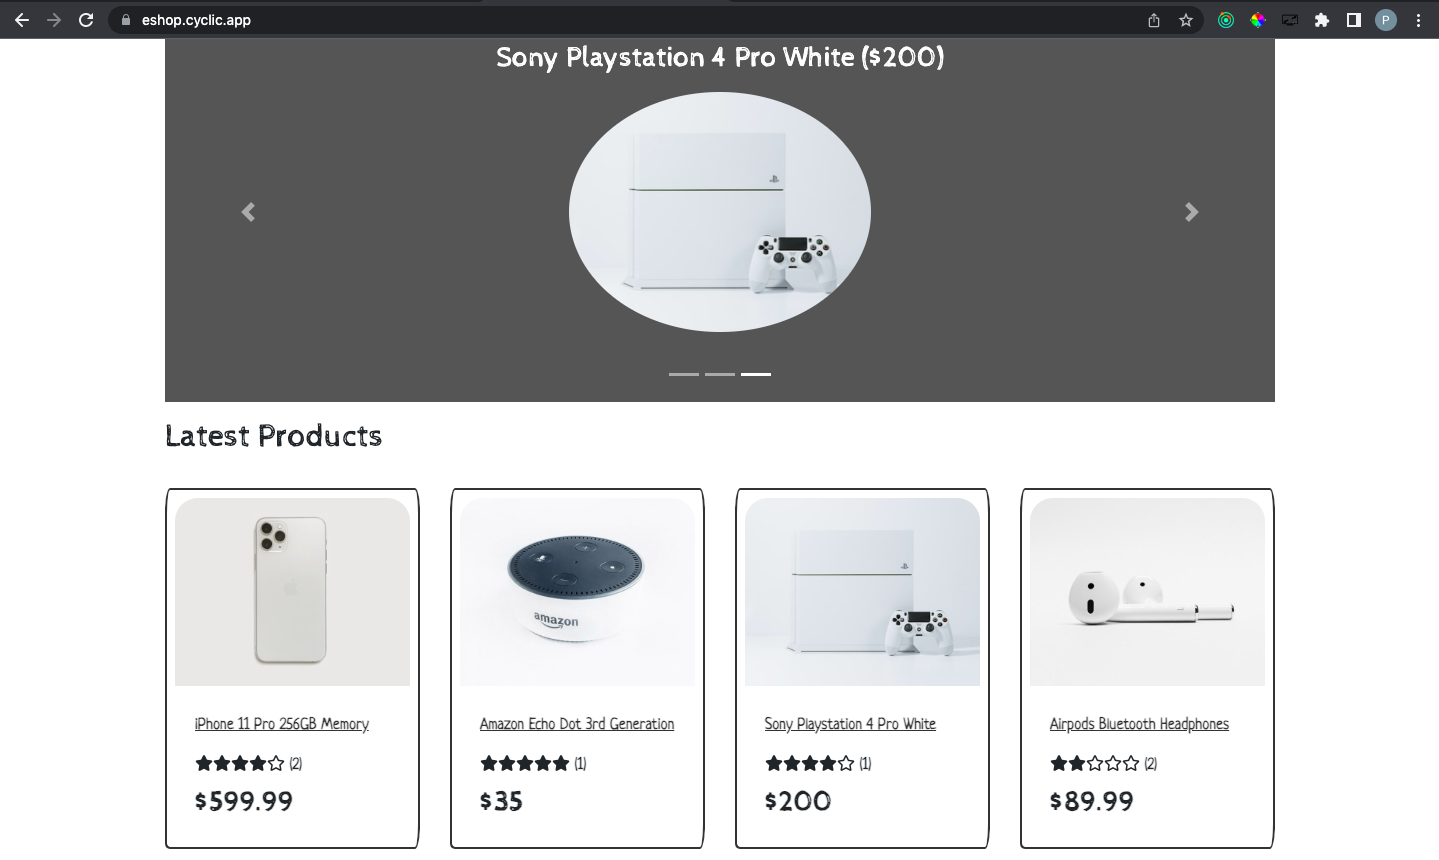 eshop.cyclic.app
P
Sony Playstation 4 Pro White ($200)
Latest Products
amazon
iPhone 11 Pro 256GB Memory
(2)
$599.99
Amazon Echo Dot 3rd Generation
(1)
$35
Sony Playstation 4 Pro White
(1)
$200
Airpods Bluetooth Headphones
(2)
$89.99